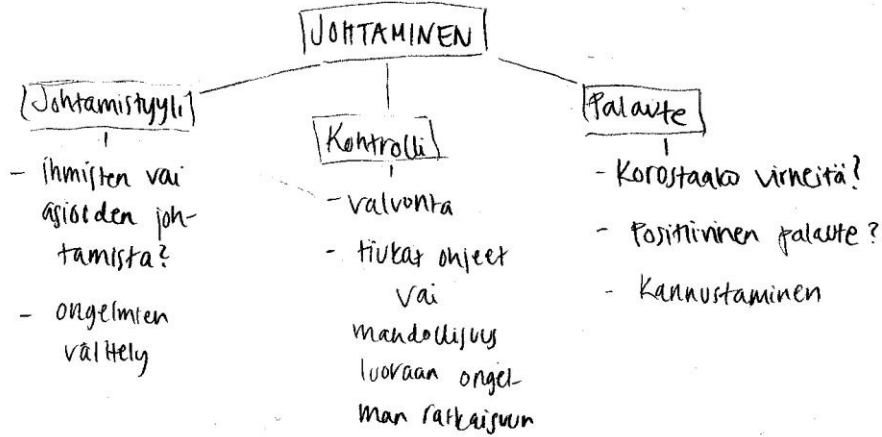 JOHTAMINEN
Johtamistyyli
- ihmisten vai
asioiden joh-
tamista?
- ongelmien
välttely
Kontrolli
- valvonta
- tiukat ohjeet
vai
mahdollisuus
luovaan ongel-
man ratkaisuun
Palaute
- Korostaako virheitä?
- Positiivinen palaute?
- Kannustaminen